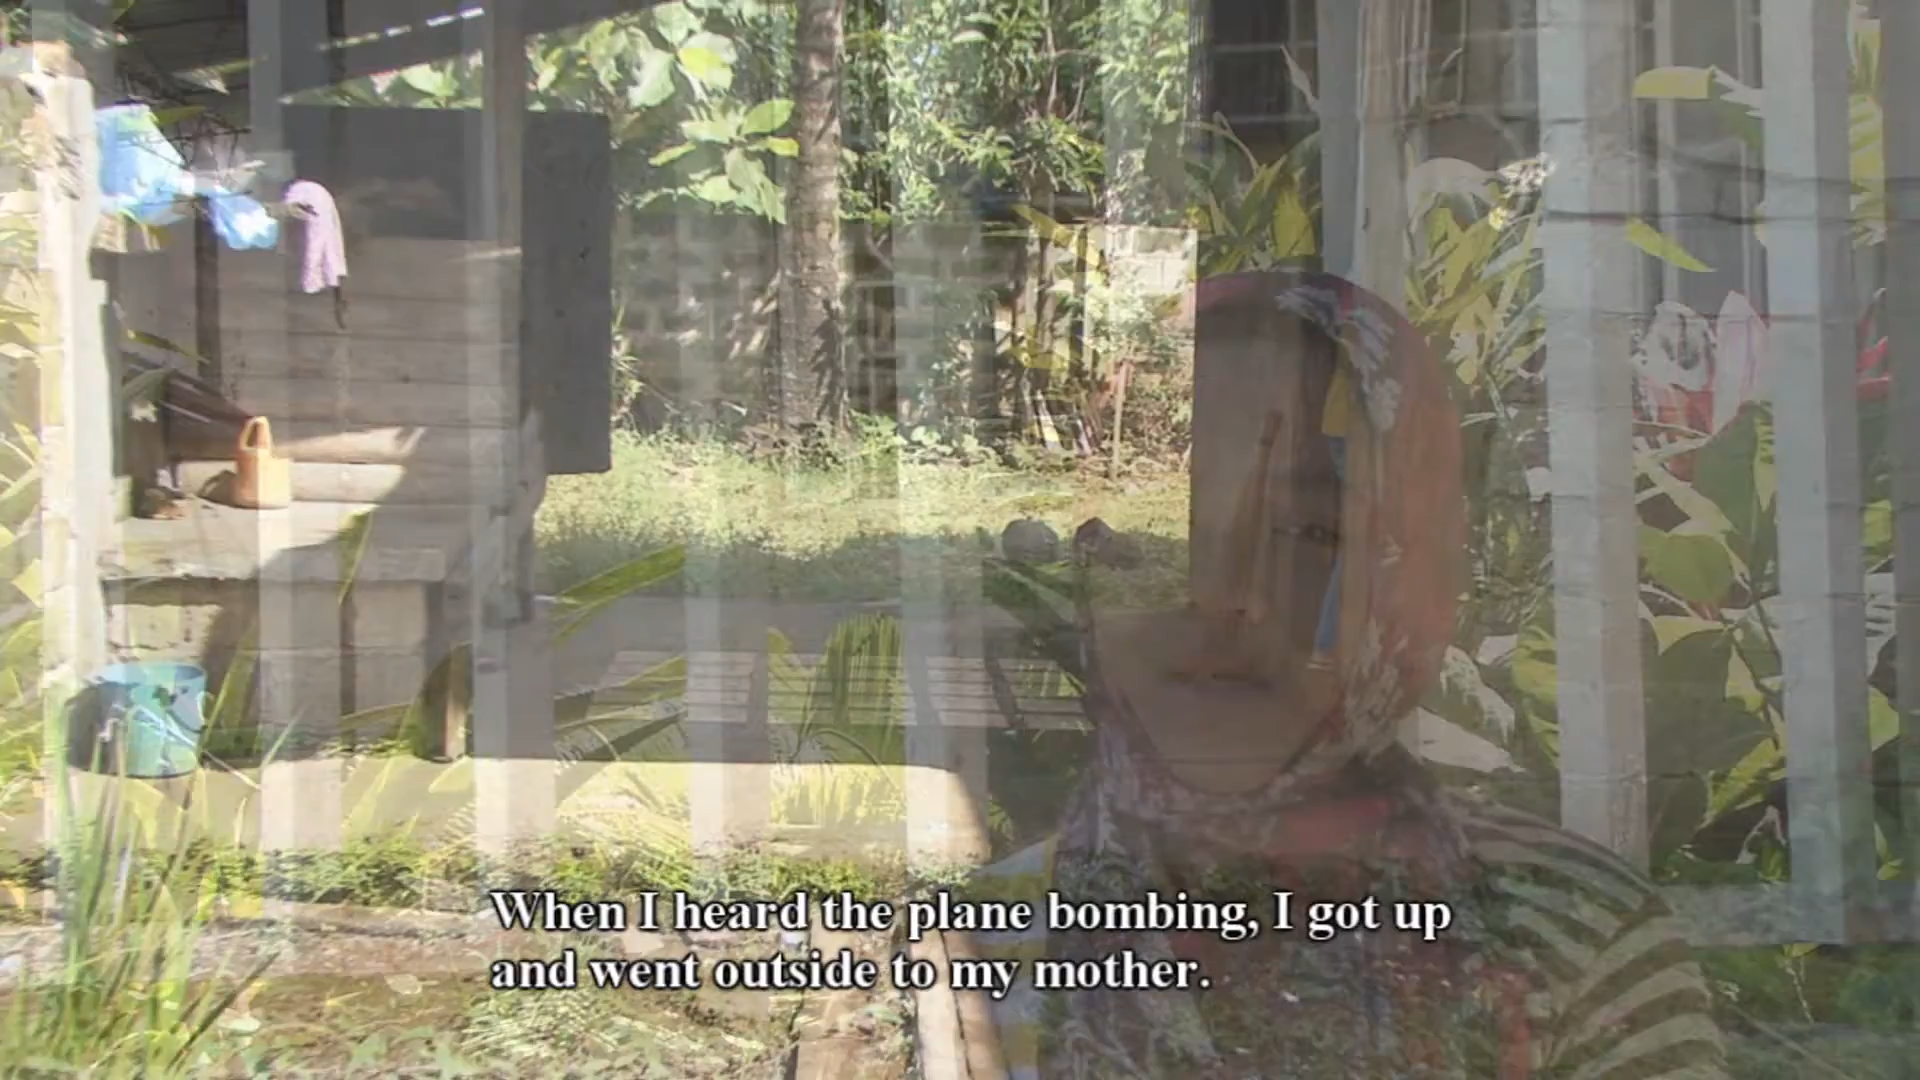 When I heard the plane bombing, I got up
and went outside to my mother.